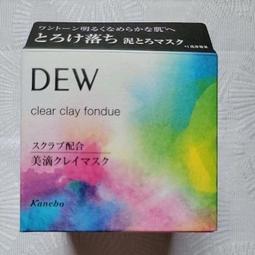 ワントーン明るくなめらかな肌*¹へ
とろけ落ち 泥とろマスク
DEW
clear clay fondue
スクラブ配合
美滴クレイマスク
Kanebo